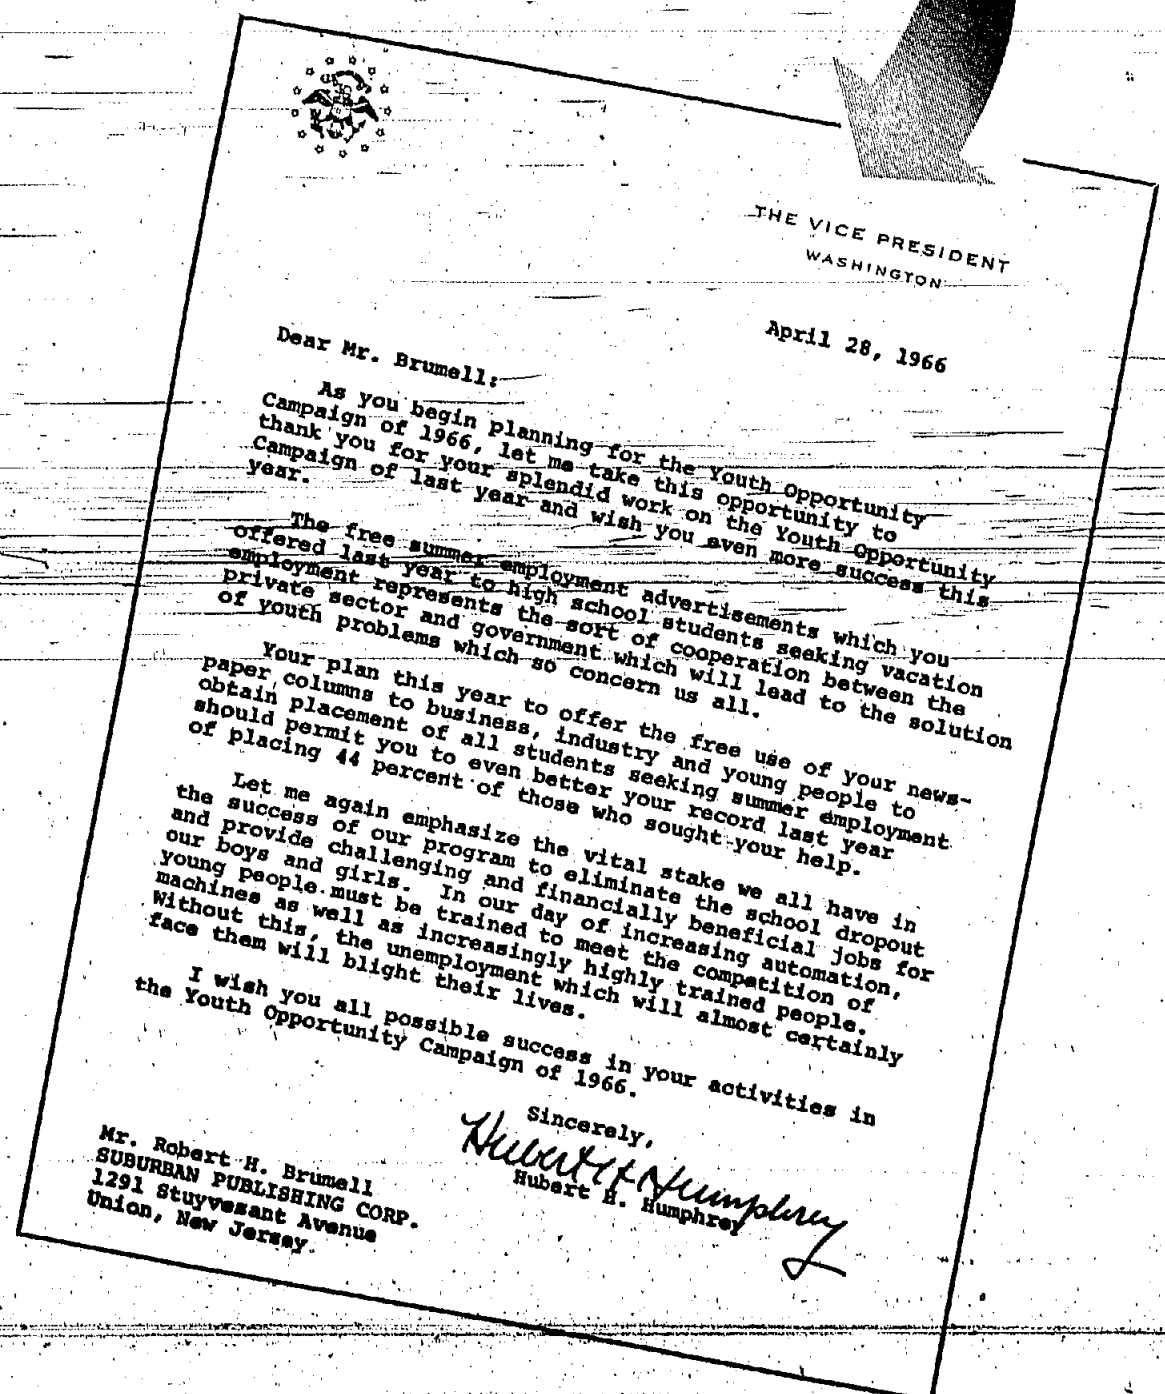 THE VICE PRESIDENT
WASHINGTON
April 28, 1966
Dear Mr. Brumell:
As you begin planning for the Youth Opportunity
Campaign of 1966, let me take this opportunity to
thank you for your splendid work on the Youth Opportunity
Campaign of last year and wish you even more success this
year.
The free summer employment advertisements which you
offered last year to high school students seeking vacation
employment represents the sort of cooperation between the
private sector and government which will lead to the solution
of youth problems which so concern us all.
Your plan this year to offer the free use of your news-
paper columns to business, industry and young people to
obtain placement of all students seeking summer employment
should permit you to even better your record last year
of placing 44 percent of those who sought your help.
Let me again emphasize the vital stake we all have in
the success of our program to eliminate the school dropout
and provide challenging and financially beneficial jobs for
our boys and girls. In our day of increasing automation,
young people must be trained to meet the competition of
machines as well as increasingly highly trained people.
Without this, the unemployment which will almost certainly
face them will blight their lives.
I wish you all possible success in your activities in
the Youth Opportunity Campaign of 1966.
Sincerely,
Hubert H Humphrey
Hubert H. Humphrey
Mr. Robert H. Brumell
SUBURBAN PUBLISHING CORP.
1291 Stuyvesant Avenue
Union, New Jersey